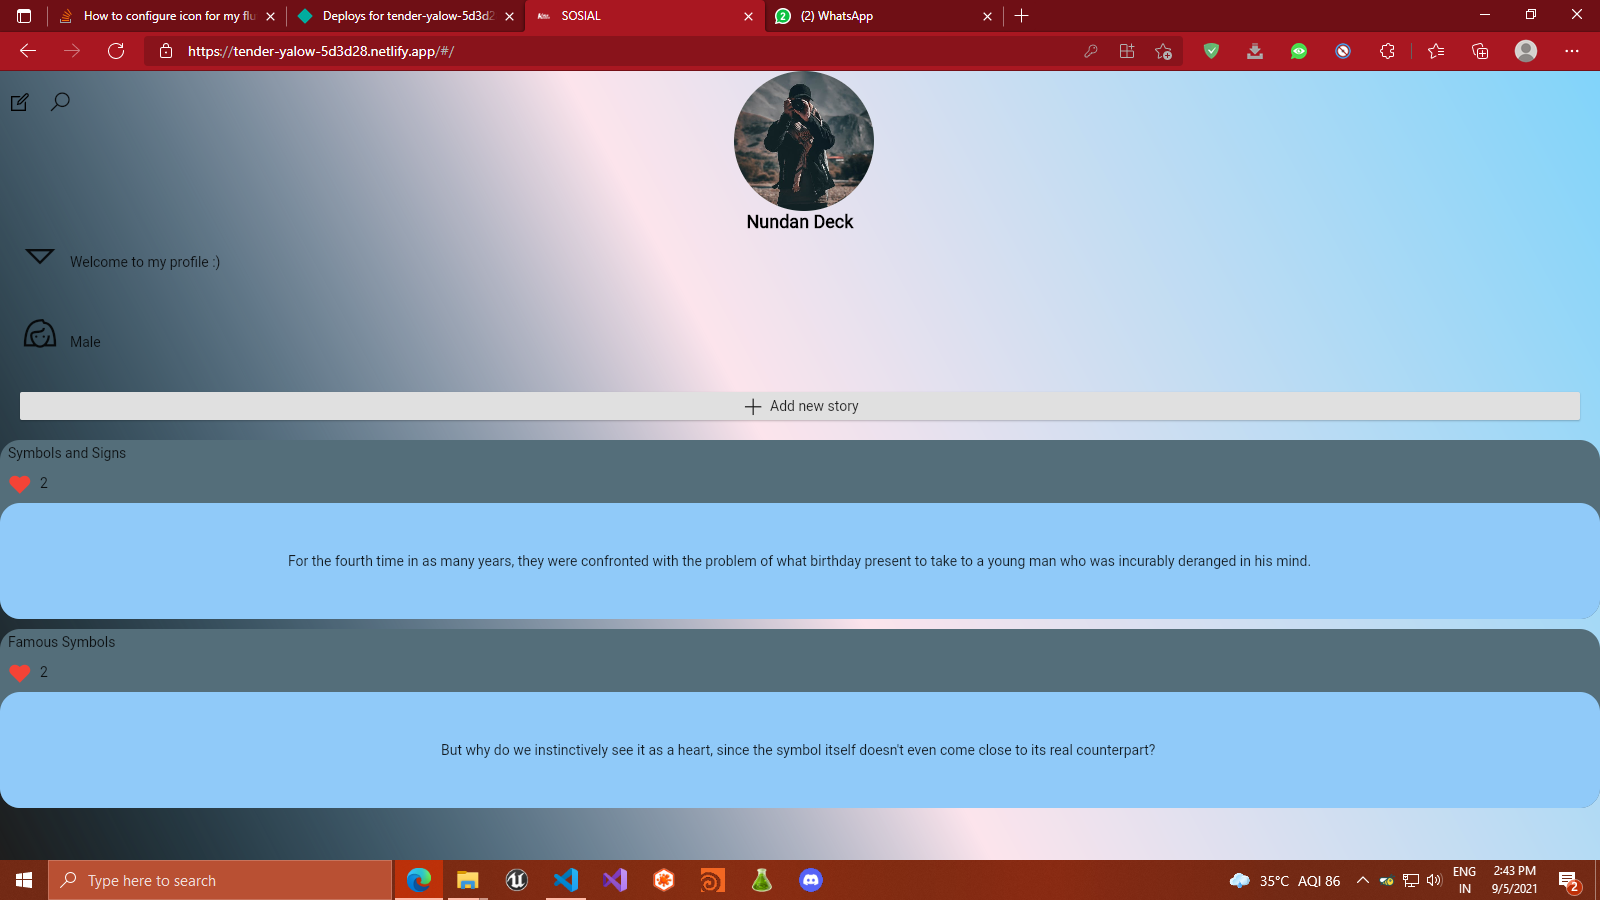 How to configure icon for my flu
Deploys for tender-yalow-5d3d2
SOSIAL
2
(2) WhatsApp
https://tender-yalow-5d3d28.netlify.app/#/
Nundan Deck
Welcome to my profile :)
Male
Add new story
Symbols and Signs
2
For the fourth time in as many years, they were confronted with the problem of what birthday present to take to a young man who was incurably deranged in his mind.
Famous Symbols
2
But why do we instinctively see it as a heart, since the symbol itself doesn't even come close to its real counterpart?
Type here to search
35°C AQI 86
ENG
IN
2:43 PM
9/5/2021
2